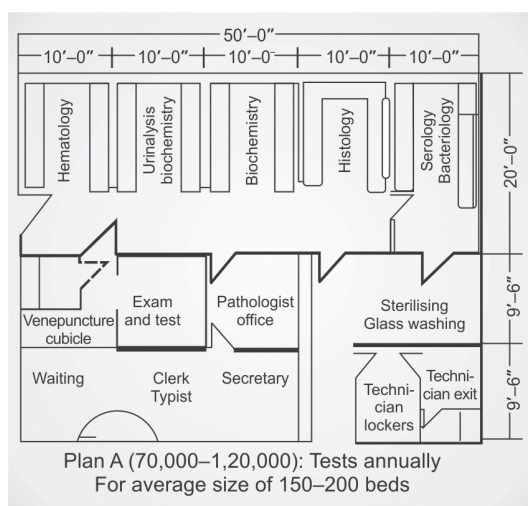 50′–0″
10′–0″ 10′–0″ 10′–0″ 10′–0″ 10′–0″
Hematology
Urinalysis
biochemistry
Biochemistry
Histology
Serology
Bacteriology
20′–0″
Venepuncture
cubicle
Exam
and test
Pathologist
office
Sterilising
Glass washing
9′–6″
Waiting
Clerk
Typist
Secretary
Techni-
cian
lockers
Techni-
cian exit
9′–6″
Plan A (70,000–1,20,000): Tests annually
For average size of 150–200 beds